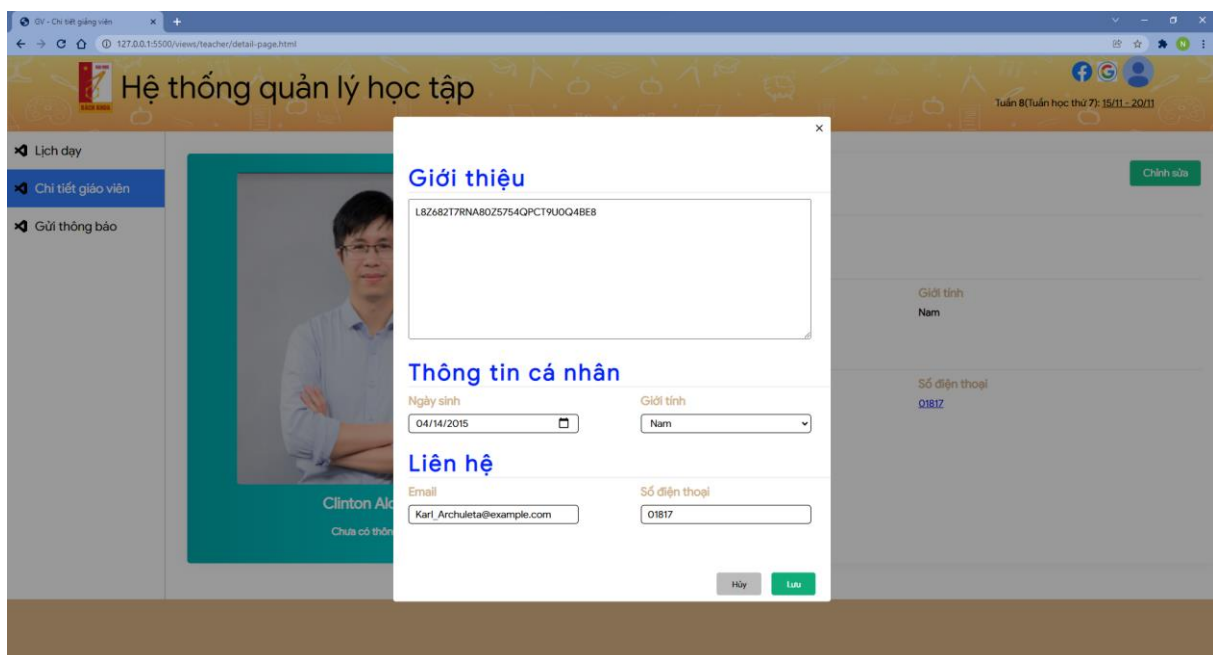 GV - Chi tiết giảng viên
127.0.0.1:5500/views/teacher/detail-page.html
N
BÁCH KHOA
Hệ thống quản lý học tập
Tuần 8(Tuần học thứ 7): 15/11 - 20/11
Lịch dạy
Chi tiết giáo viên
Gửi thông báo
Chỉnh sửa
Giới thiệu
L8Z682T7RNA80Z5754QPCT9U0Q4BE8
Giới tính
Nam
Thông tin cá nhân
Ngày sinh
Giới tính
04/14/2015
Nam
Số điện thoại
01817
Liên hệ
Email
Số điện thoại
Karl_Archuleta@example.com
01817
Clinton Alc
Chưa có thôn
Hủy
Lưu